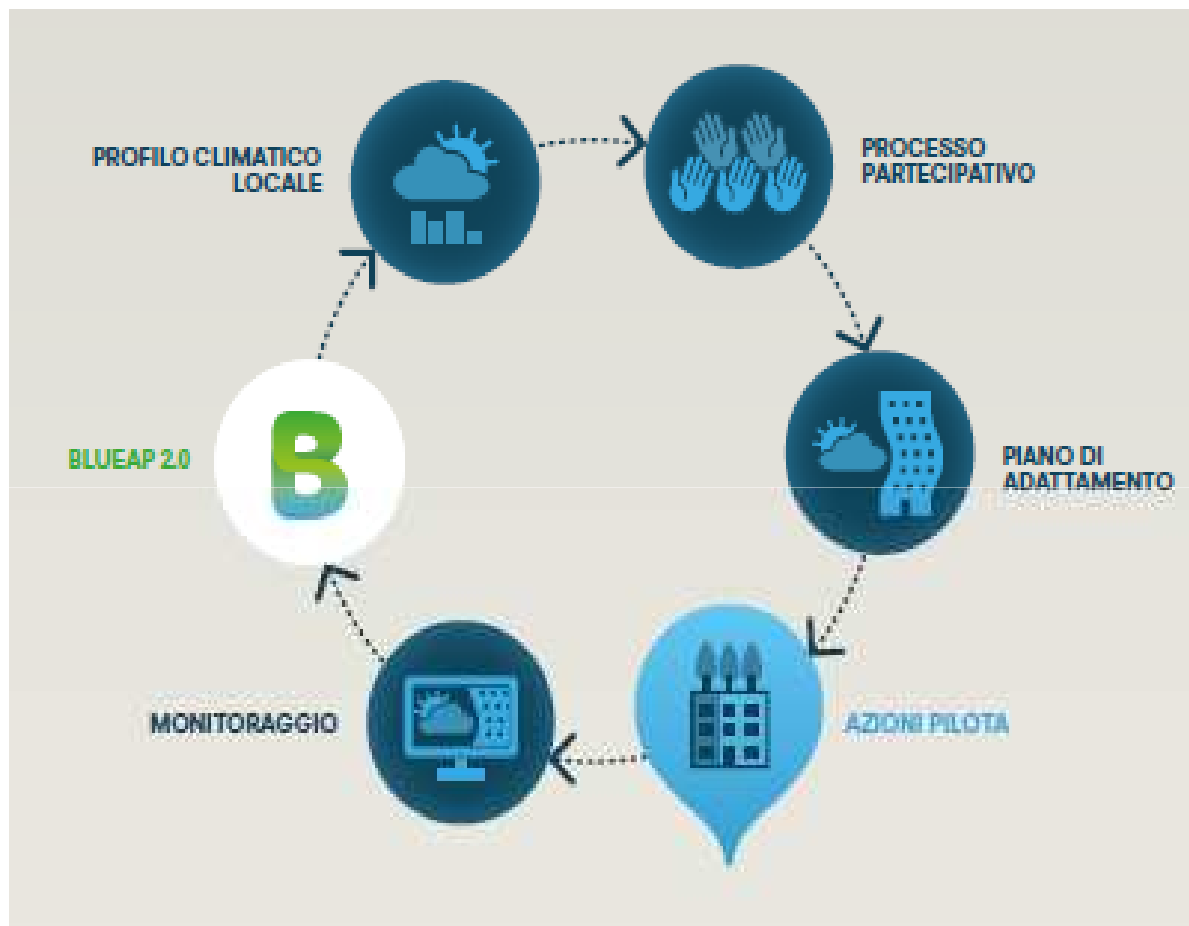 PROFILO CLIMATICO
LOCALE
PROCESSO
PARTECIPATIVO
BLUEAP 2.0
B
PIANO DI
ADATTAMENTO
MONITORAGGIO
AZIONI PILOTA